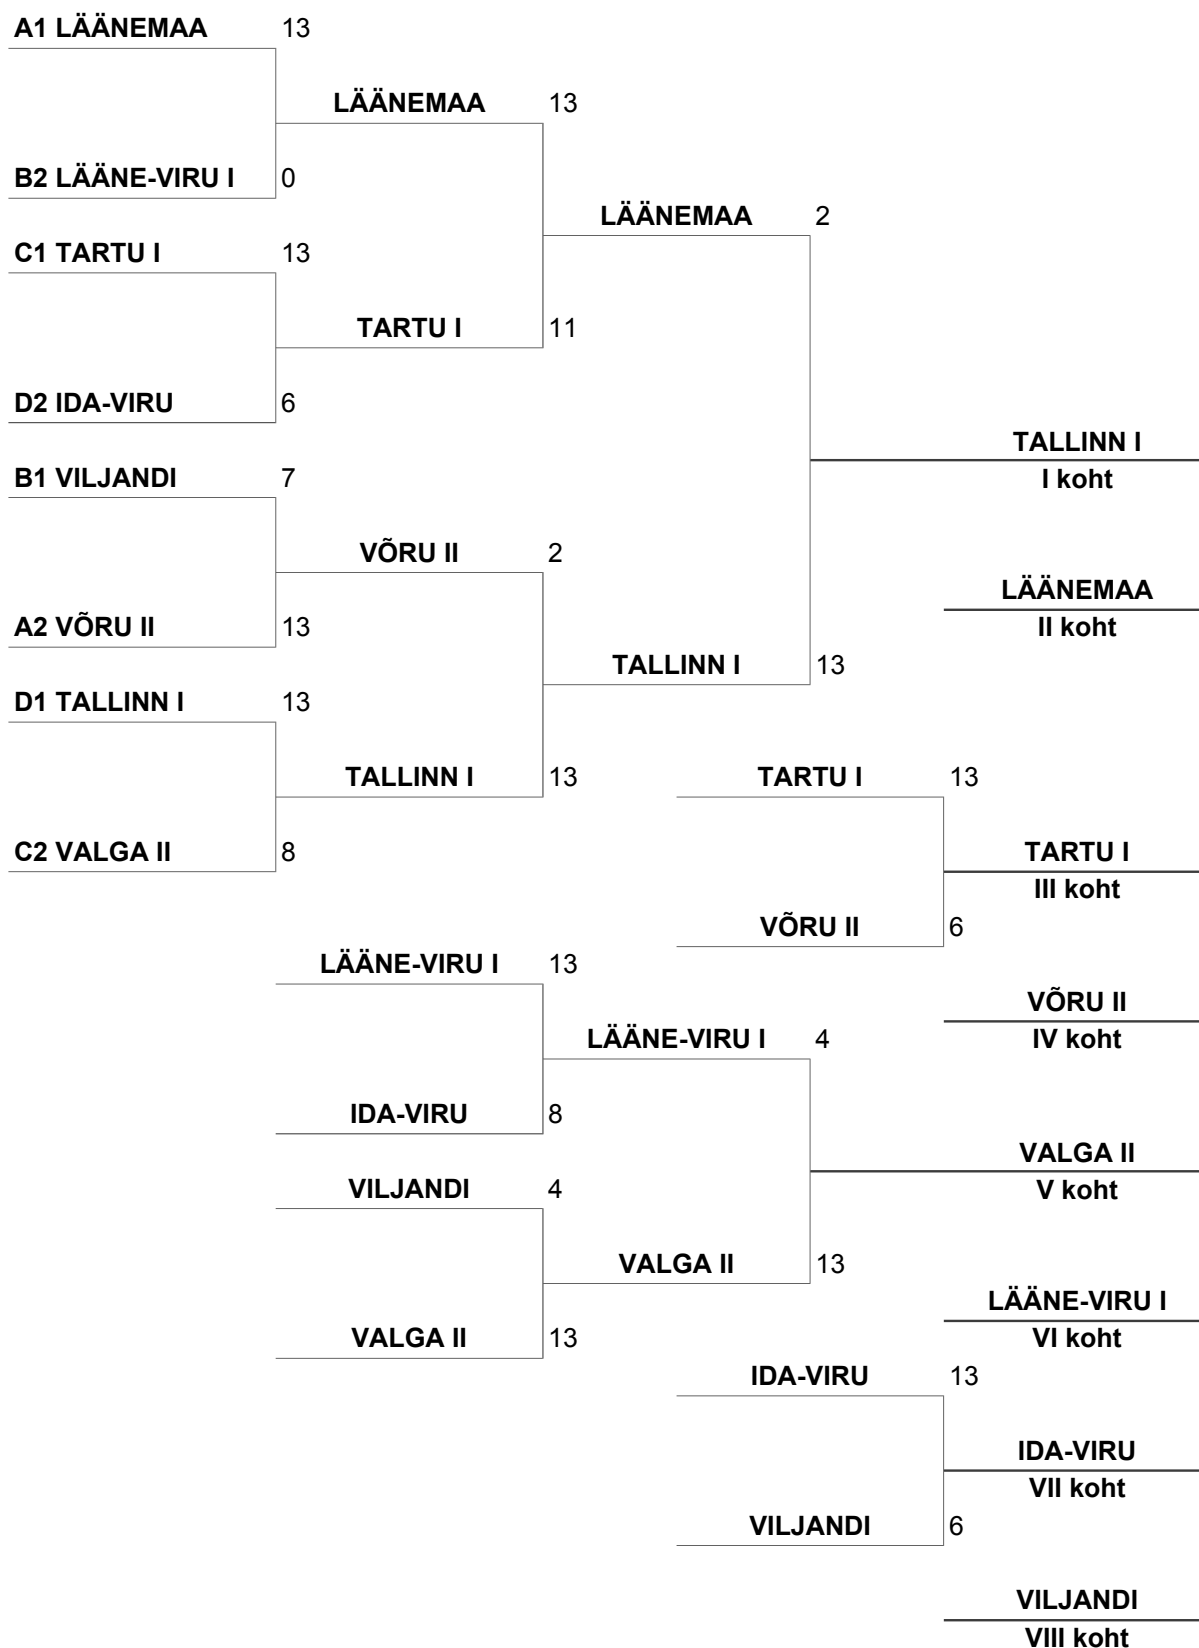 A1 LÄÄNEMAA 13
LÄÄNEMAA 13
B2 LÄÄNE-VIRU I 0
LÄÄNEMAA 2
C1 TARTU I 13
TARTU I 11
D2 IDA-VIRU 6
TALLINN I
B1 VILJANDI 7
I koht
VÕRU II 2
LÄÄNEMAA
A2 VÕRU II 13
II koht
TALLINN I 13
D1 TALLINN I 13
TALLINN I 13
TARTU I 13
C2 VALGA II 8
TARTU I
III koht
VÕRU II 6
LÄÄNE-VIRU I 13
VÕRU II
LÄÄNE-VIRU I 4
IV koht
IDA-VIRU 8
VALGA II
VILJANDI 4
V koht
VALGA II 13
LÄÄNE-VIRU I
VALGA II 13
VI koht
IDA-VIRU 13
IDA-VIRU
VII koht
VILJANDI 6
VILJANDI
VIII koht